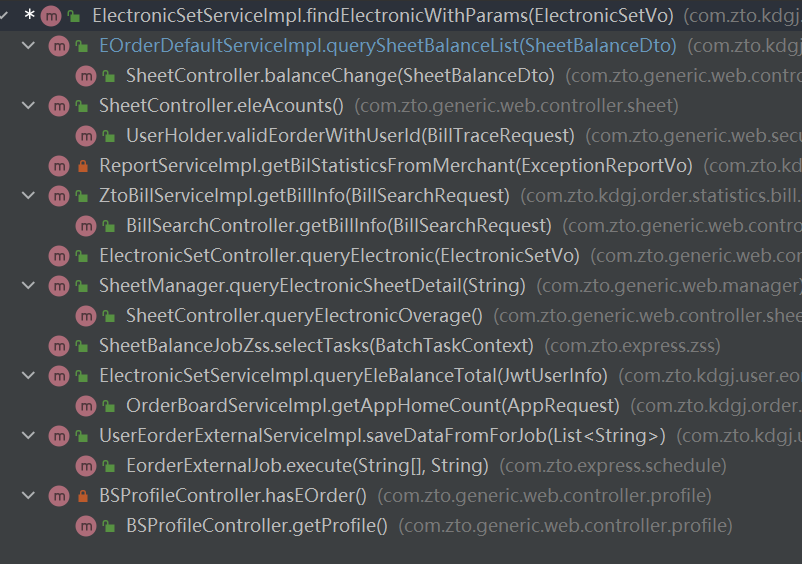 * m ElectronicSetServiceImpl.findElectronicWithParams(ElectronicSetVo) (com.zto.kdgj.
m EOrderDefaultServiceImpl.querySheetBalanceList(SheetBalanceDto) (com.zto.kdgj
m SheetController.balanceChange(SheetBalanceDto) (com.zto.generic.web.contro
m SheetController.eleAcounts() (com.zto.generic.web.controller.sheet)
m UserHolder.validEorderWithUserId(BillTraceRequest) (com.zto.generic.web.secu
m ReportServiceImpl.getBilStatisticsFromMerchant(ExceptionReportVo) (com.zto.kd
m ZtoBillServiceImpl.getBillInfo(BillSearchRequest) (com.zto.kdgj.order.statistics.bill.
m BillSearchController.getBillInfo(BillSearchRequest) (com.zto.generic.web.contro
m ElectronicSetController.queryElectronic(ElectronicSetVo) (com.zto.generic.web.con
m SheetManager.queryElectronicSheetDetail(String) (com.zto.generic.web.manager)
m SheetController.queryElectronicOverage() (com.zto.generic.web.controller.shee
m SheetBalanceJobZss.selectTasks(BatchTaskContext) (com.zto.express.zss)
m ElectronicSetServiceImpl.queryEleBalanceTotal(JwtUserInfo) (com.zto.kdgj.user.eor
m OrderBoardServiceImpl.getAppHomeCount(AppRequest) (com.zto.kdgj.order.
m UserEorderExternalServiceImpl.saveDataFromForJob(List<String>) (com.zto.kdgj.u
m EorderExternalJob.execute(String[], String) (com.zto.express.schedule)
m BSProfileController.hasEOrder() (com.zto.generic.web.controller.profile)
m BSProfileController.getProfile() (com.zto.generic.web.controller.profile)